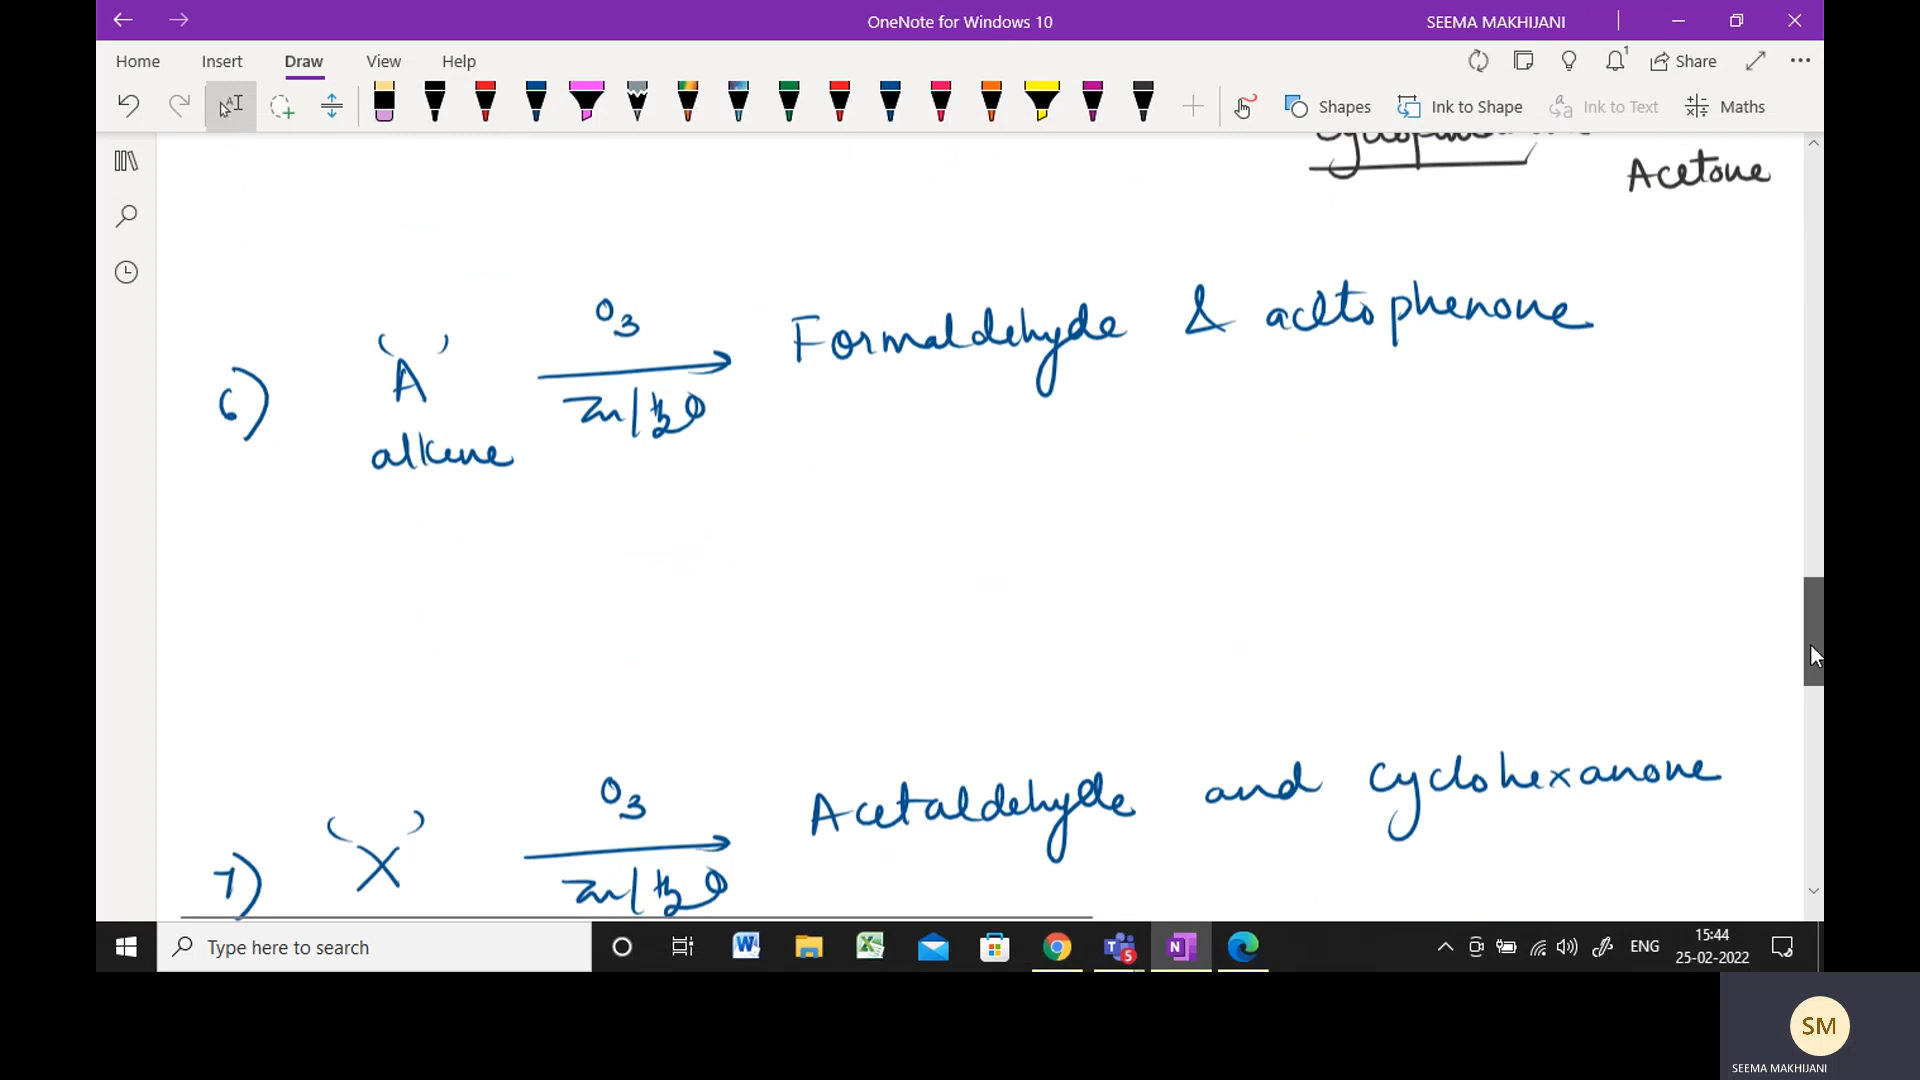 OneNote for Windows 10
SEEMA MAKHIJANI
Home Insert Draw View Help
1
Share
Shapes
Ink to Shape
Ink to Text
Maths
Acetone
6) 'A' O3 Formaldehyde & acetophenone
Zn/H2O
alkene
7) 'X' O3 Acetaldehyde and cyclohexanone
Zn/H2O
Type here to search
5
ENG
15:44
25-02-2022
SM
SEEMA MAKHIJANI